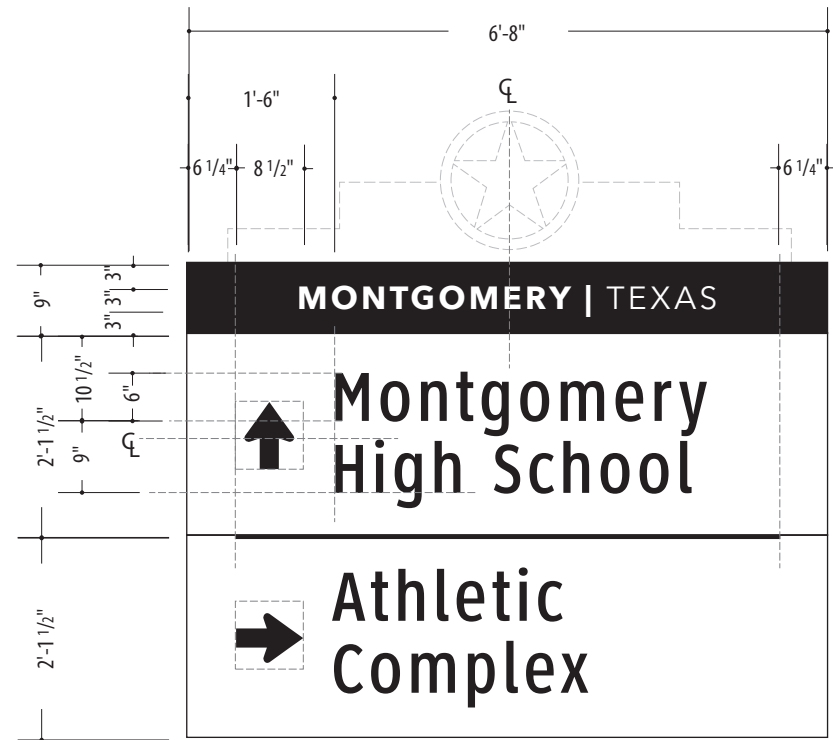 6'-8"
1'-6"
℄
6 1/4" 8 1/2" 6 1/4"
9" 3" 3" 3"
MONTGOMERY | TEXAS
2'-1 1/2" 10 1/2" 6" 9" ℄
Montgomery
High School
2'-1 1/2"
Athletic
Complex